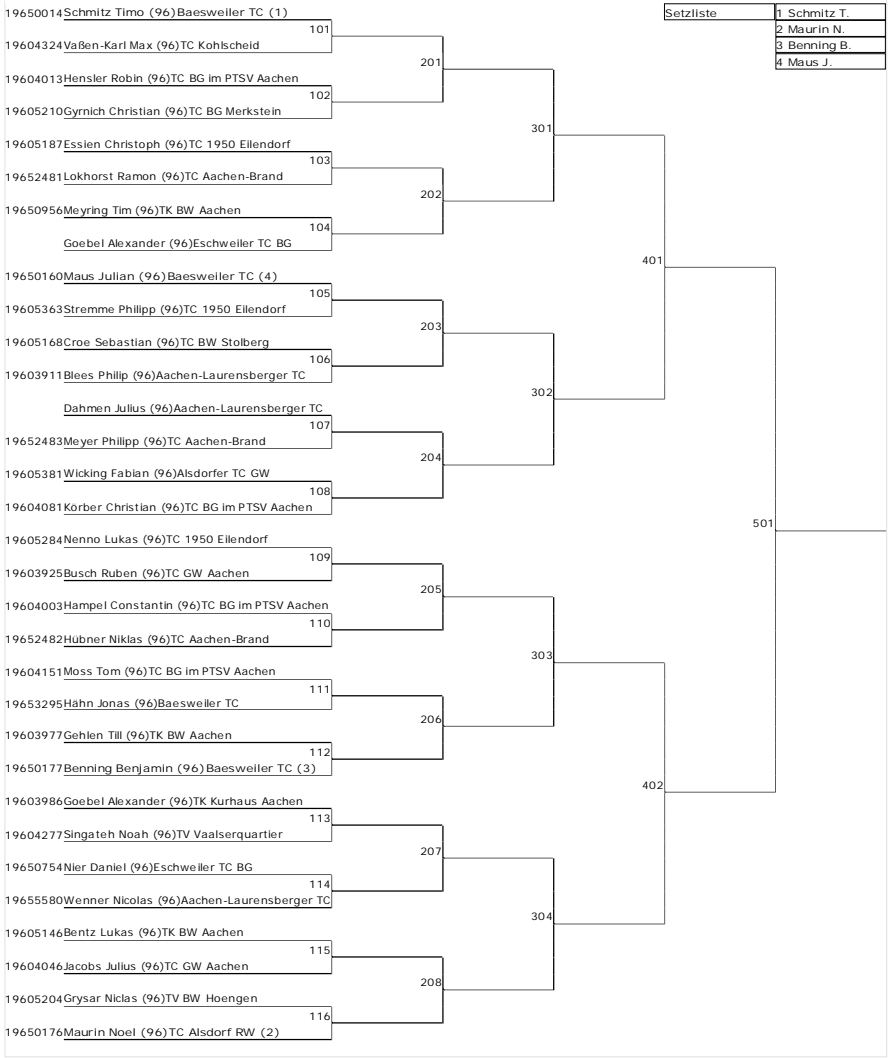 19650014 Schmitz Timo (96)Baesweiler TC (1) Setzliste 1 Schmitz T.
101 2 Maurin N.
19604324 Vaßen-Karl Max (96)TC Kohlscheid 3 Benning B.
201 4 Maus J.
19604013 Hensler Robin (96)TC BG im PTSV Aachen
102
19605210 Gyrnich Christian (96)TC BG Merkstein
301
19605187 Essien Christoph (96)TC 1950 Eilendorf
103
19652481 Lokhorst Ramon (96)TC Aachen-Brand
202
19650956 Meyring Tim (96)TK BW Aachen
104
Goebel Alexander (96)Eschweiler TC BG
401
19650160 Maus Julian (96)Baesweiler TC (4)
105
19605363 Stremme Philipp (96)TC 1950 Eilendorf
203
19605168 Croe Sebastian (96)TC BW Stolberg
106
19603911 Blees Philip (96)Aachen-Laurensberger TC
302
Dahmen Julius (96)Aachen-Laurensberger TC
107
19652483 Meyer Philipp (96)TC Aachen-Brand
204
19605381 Wicking Fabian (96)Alsdorfer TC GW
108
19604081 Körber Christian (96)TC BG im PTSV Aachen
501
19605284 Nenno Lukas (96)TC 1950 Eilendorf
109
19603925 Busch Ruben (96)TC GW Aachen
205
19604003 Hampel Constantin (96)TC BG im PTSV Aachen
110
19652482 Hübner Niklas (96)TC Aachen-Brand
303
19604151 Moss Tom (96)TC BG im PTSV Aachen
111
19653295 Hähn Jonas (96)Baesweiler TC
206
19603977 Gehlen Till (96)TK BW Aachen
112
19650177 Benning Benjamin (96)Baesweiler TC (3)
402
19603986 Goebel Alexander (96)TK Kurhaus Aachen
113
19604277 Singateh Noah (96)TV Vaalserquartier
207
19650754 Nier Daniel (96)Eschweiler TC BG
114
19655580 Wenner Nicolas (96)Aachen-Laurensberger TC
304
19605146 Bentz Lukas (96)TK BW Aachen
115
19604046 Jacobs Julius (96)TC GW Aachen
208
19605204 Grysar Niclas (96)TV BW Hoengen
116
19650176 Maurin Noel (96)TC Alsdorf RW (2)